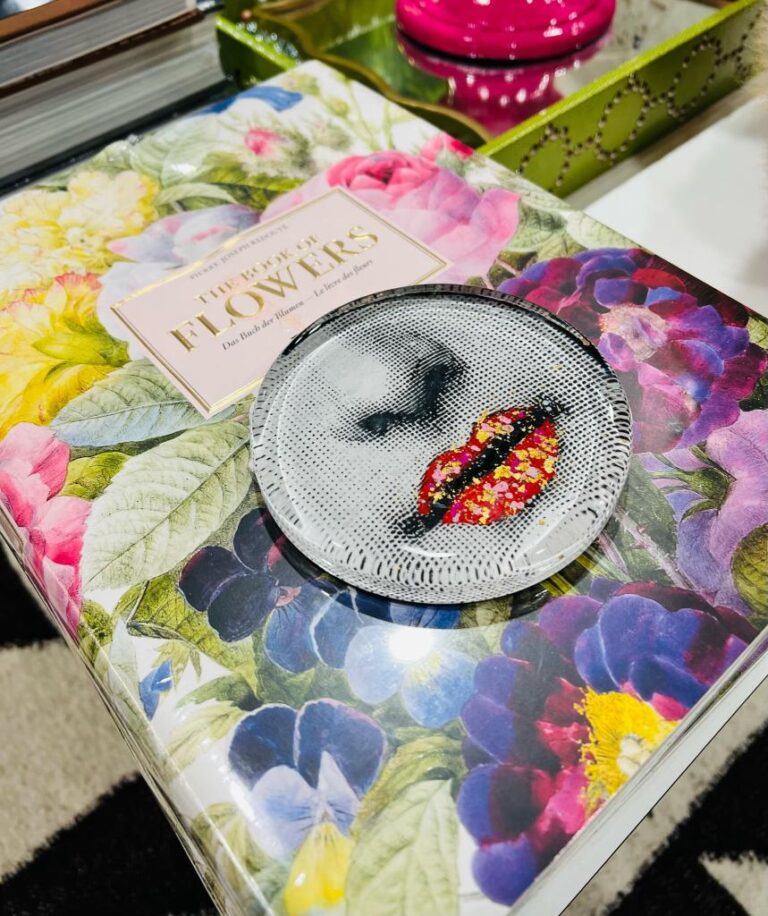 PIERRE-JOSEPH REDOUTÉ
THE BOOK OF
FLOWERS
Das Buch der Blumen — Le livre des fleurs